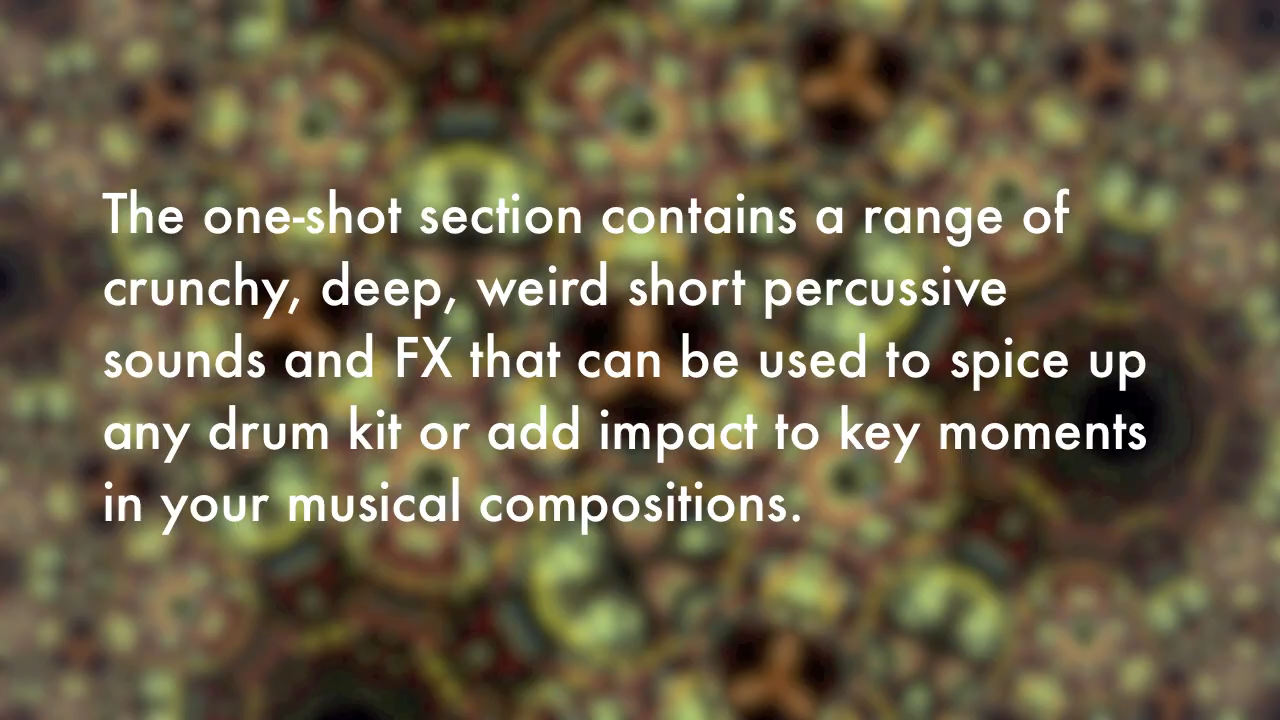 The one-shot section contains a range of
crunchy, deep, weird short percussive
sounds and FX that can be used to spice up
any drum kit or add impact to key moments
in your musical compositions.